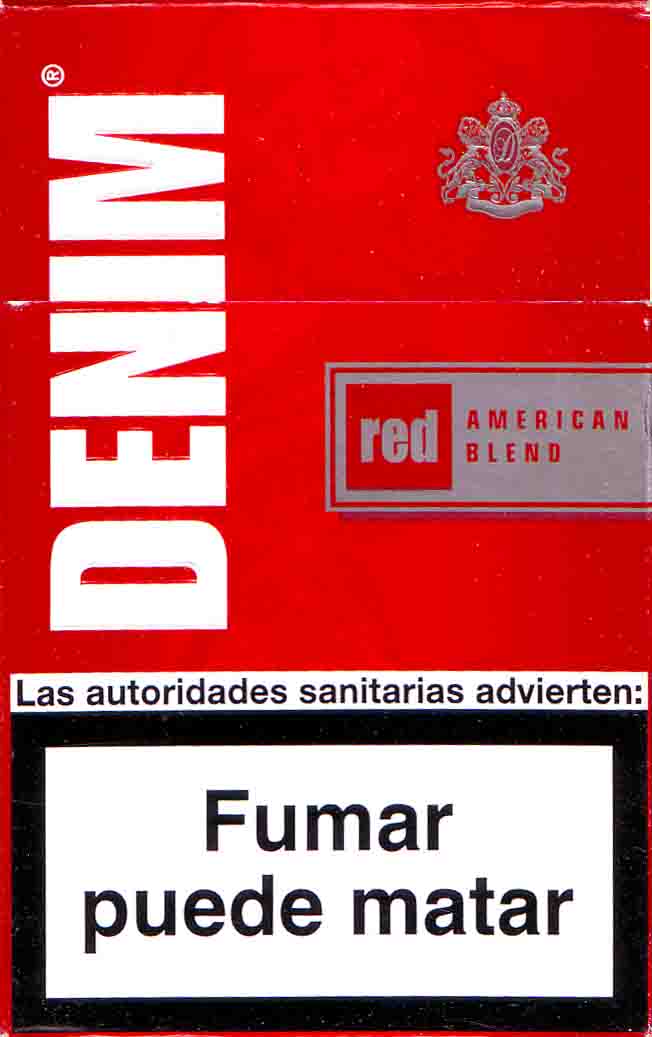 DENIM®
red
AMERICAN
BLEND
Las autoridades sanitarias advierten:
Fumar
puede matar